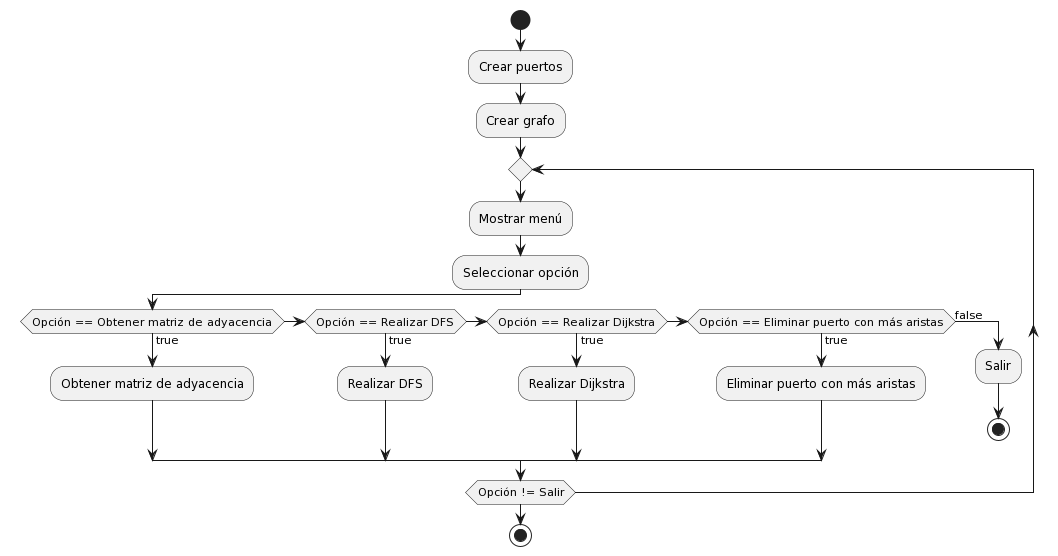 Crear puertos
Crear grafo
Mostrar menú
Seleccionar opción
Opción == Obtener matriz de adyacencia
Opción == Realizar DFS
Opción == Realizar Dijkstra
Opción == Eliminar puerto con más aristas
false
true
true
true
true
Salir
Obtener matriz de adyacencia
Realizar DFS
Realizar Dijkstra
Eliminar puerto con más aristas
Opción != Salir